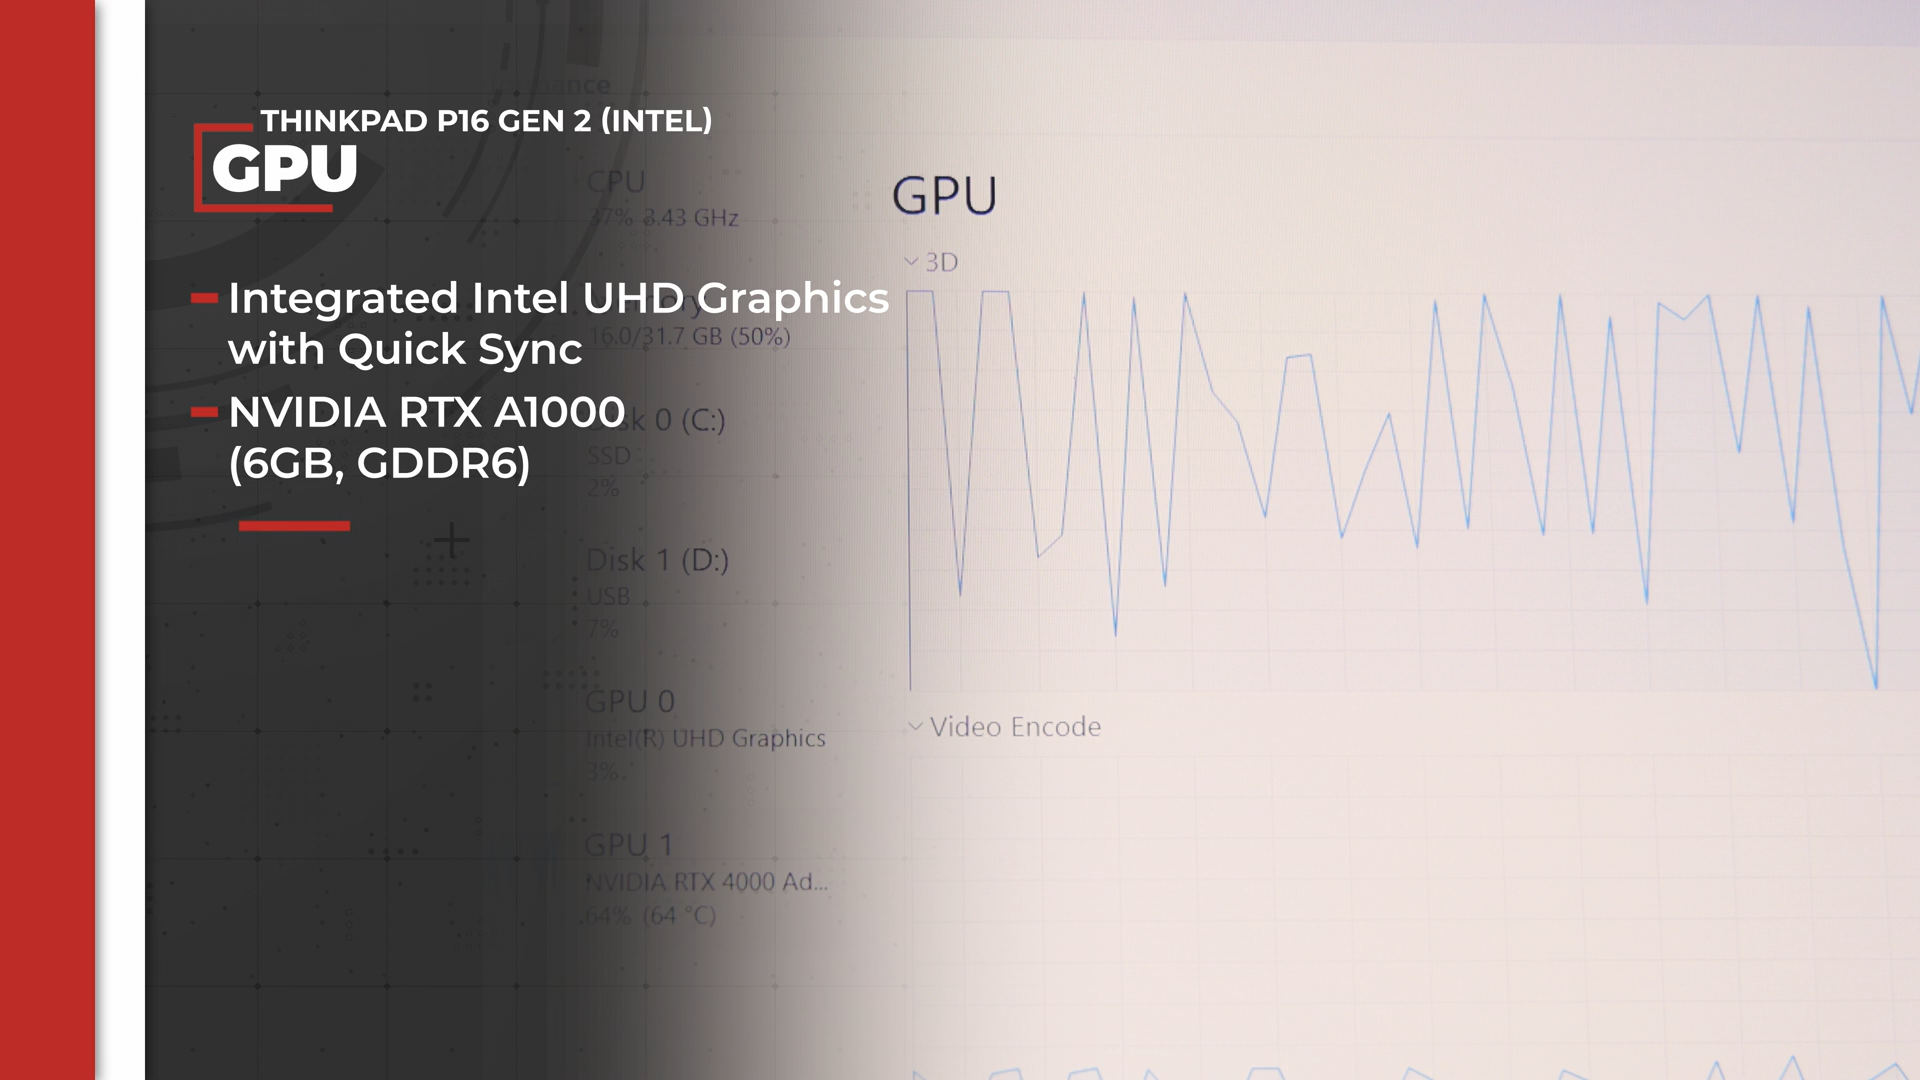 THINKPAD P16 GEN 2 (INTEL)
GPU
Integrated Intel UHD Graphics
with Quick Sync
NVIDIA RTX A1000
(6GB, GDDR6)
CPU
3.43 GHz
16.0/31.7 GB (50%)
0 (C:)
SSD
2%
Disk 1 (D:)
USB
7%
GPU 0
Intel(R) UHD Graphics
3%
GPU 1
NVIDIA RTX 4000 Ad...
64% (64 °C)
GPU
3D
Video Encode